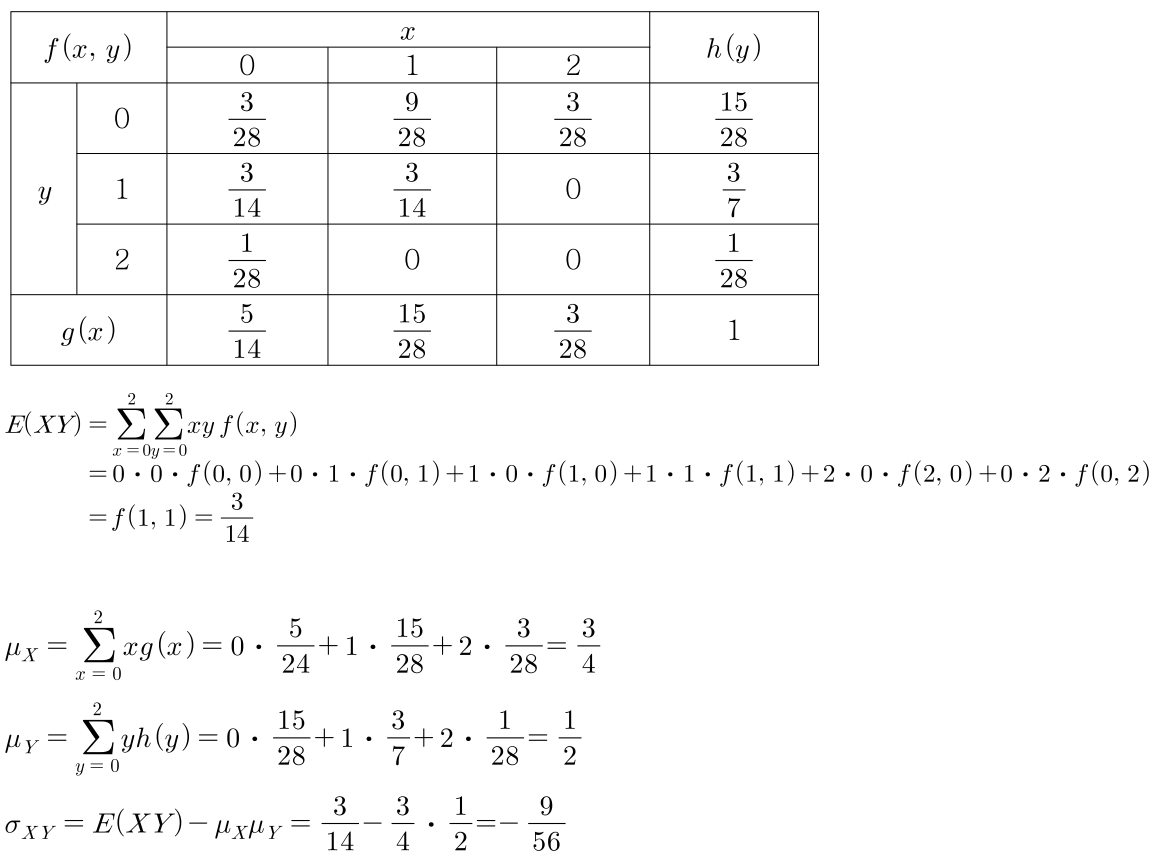 f(x, y) x h(y)
0 1 2
y 0 3/28 9/28 3/28 15/28
1 3/14 3/14 0 3/7
2 1/28 0 0 1/28
g(x) 5/14 15/28 3/28 1
E(XY) = ∑_{x=0}^{2} ∑_{y=0}^{2} xy f(x, y)
= 0 · 0 · f(0, 0) + 0 · 1 · f(0, 1) + 1 · 0 · f(1, 0) + 1 · 1 · f(1, 1) + 2 · 0 · f(2, 0) + 0 · 2 · f(0, 2)
= f(1, 1) = 3/14
μ_X = ∑_{x=0}^{2} xg(x) = 0 · 5/24 + 1 · 15/28 + 2 · 3/28 = 3/4
μ_Y = ∑_{y=0}^{2} yh(y) = 0 · 15/28 + 1 · 3/7 + 2 · 1/28 = 1/2
σ_{XY} = E(XY) − μ_X μ_Y = 3/14 − 3/4 · 1/2 = − 9/56